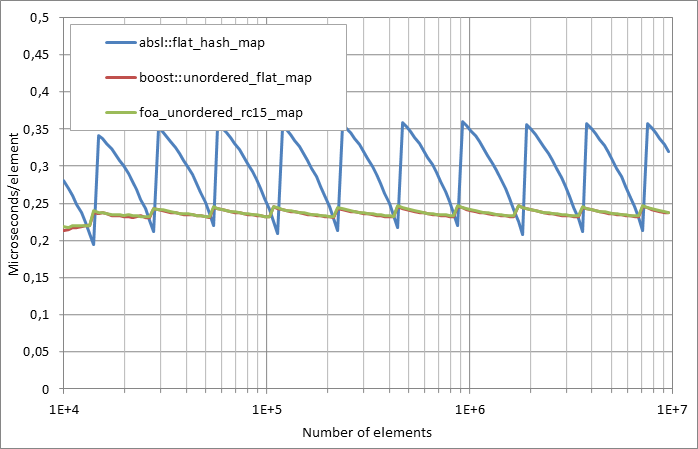 0,5
0,45
0,4
0,35
0,3
0,25
0,2
0,15
0,1
0,05
0
Microseconds/element
absl::flat_hash_map
boost::unordered_flat_map
foa_unordered_rc15_map
1E+4 1E+5 1E+6 1E+7
Number of elements